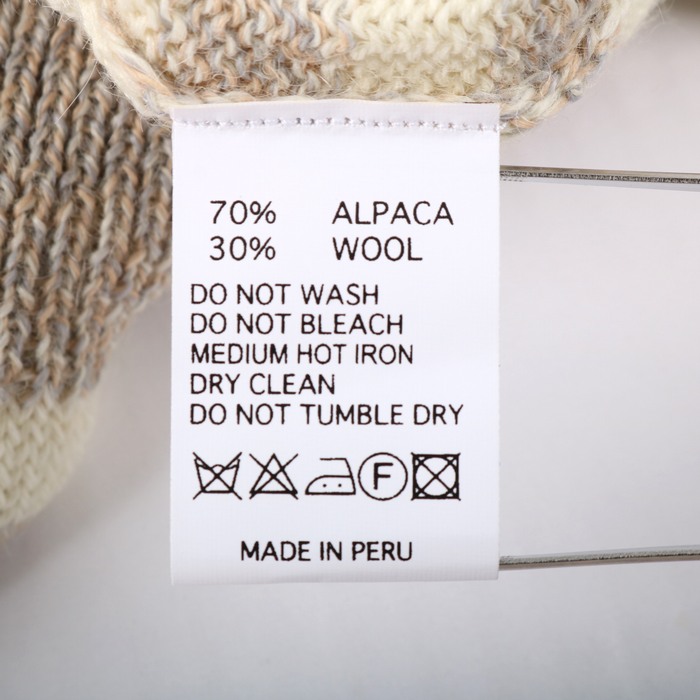 70% ALPACA
30% WOOL
DO NOT WASH
DO NOT BLEACH
MEDIUM HOT IRON
DRY CLEAN
DO NOT TUMBLE DRY
F
MADE IN PERU